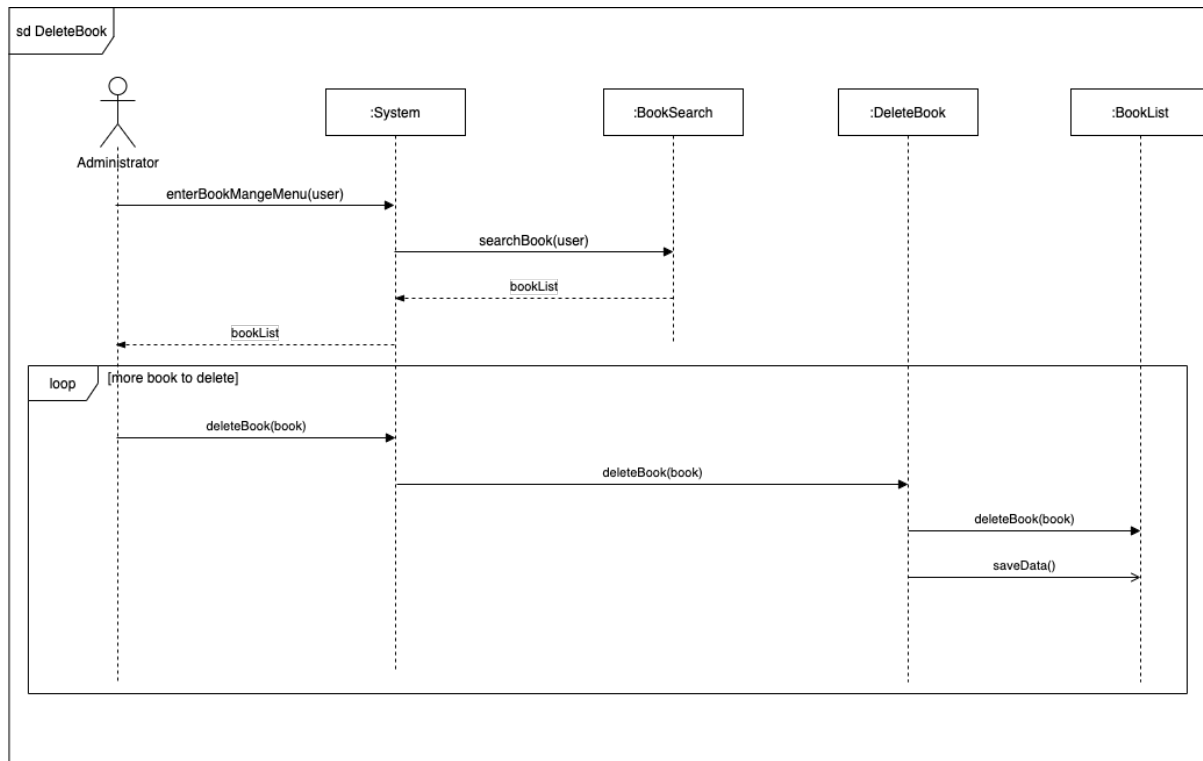 sd DeleteBook
:System
:BookSearch
:DeleteBook
:BookList
Administrator
enterBookMangeMenu(user)
searchBook(user)
bookList
bookList
loop
[more book to delete]
deleteBook(book)
deleteBook(book)
deleteBook(book)
saveData()